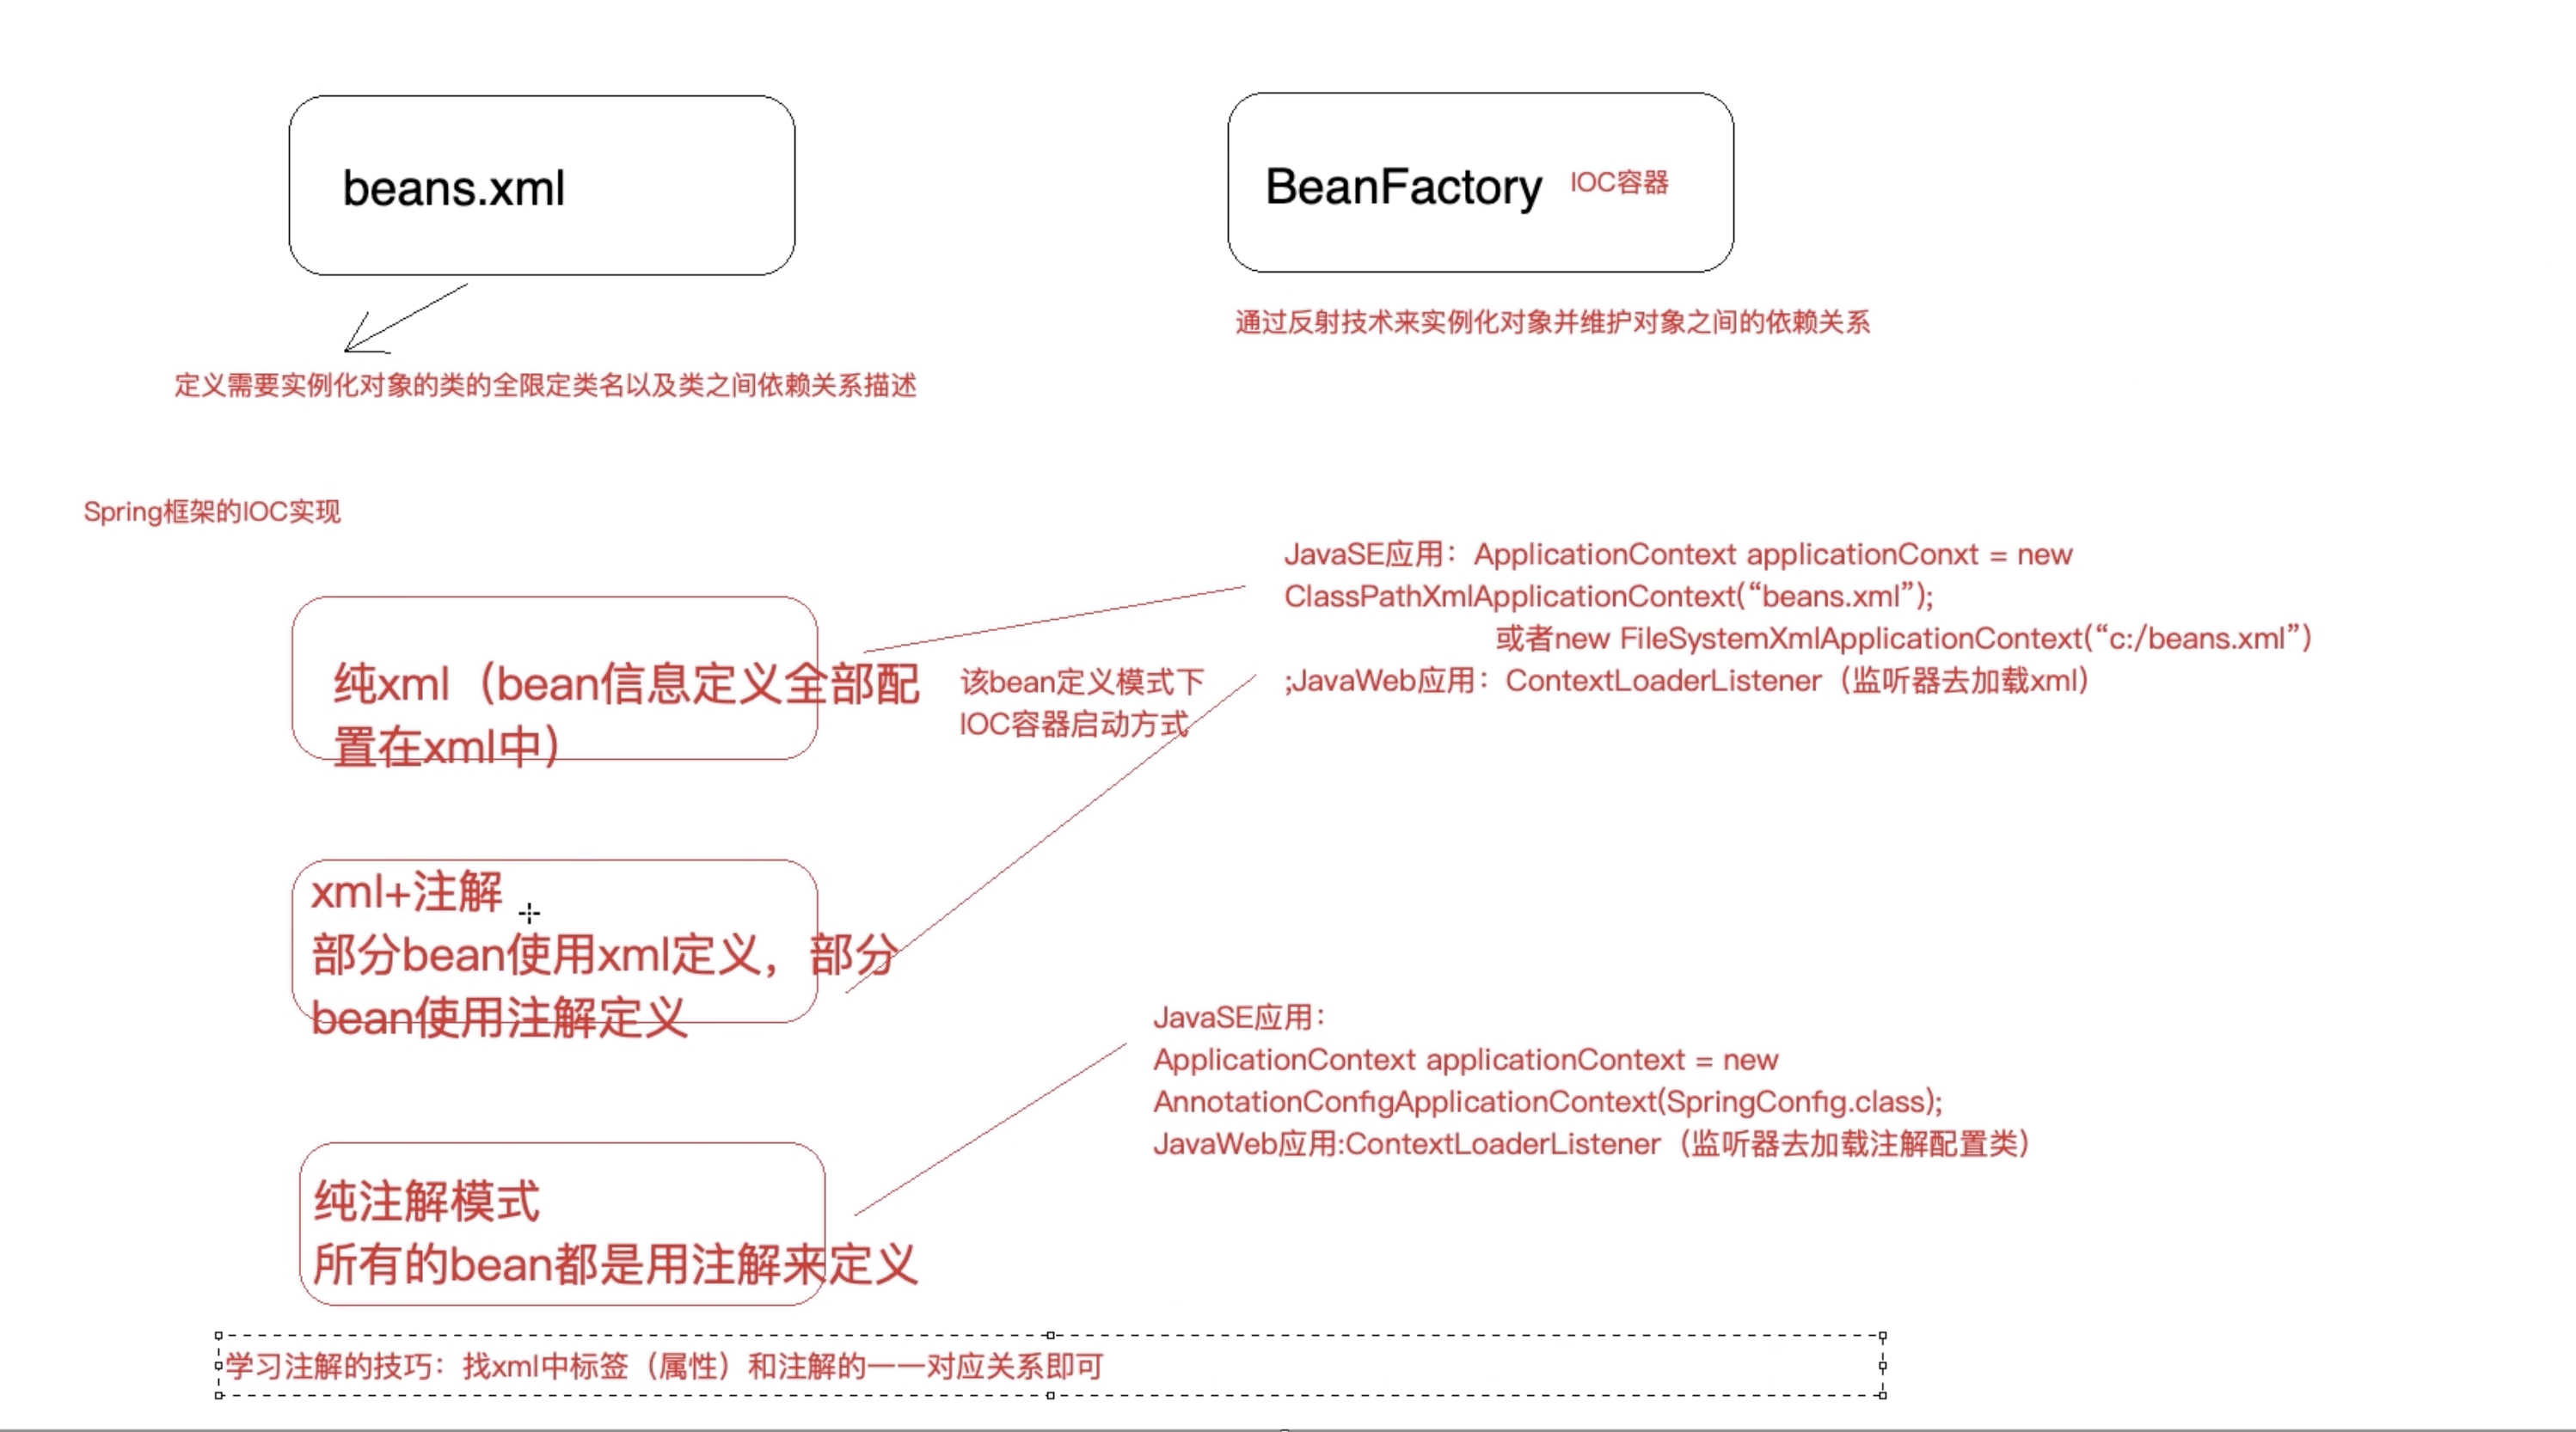 beans.xml
BeanFactory IOC容器
通过反射技术来实例化对象并维护对象之间的依赖关系
定义需要实例化对象的类的全限定类名以及类之间依赖关系描述
Spring框架的IOC实现
纯xml（bean信息定义全部配
置在xml中）
该bean定义模式下
IOC容器启动方式
JavaSE应用：ApplicationContext applicationConxt = new
ClassPathXmlApplicationContext(“beans.xml”);
或者new FileSystemXmlApplicationContext(“c:/beans.xml”)
;JavaWeb应用：ContextLoaderListener（监听器去加载xml）
xml+注解
部分bean使用xml定义，部分
bean使用注解定义
JavaSE应用：
ApplicationContext applicationContext = new
AnnotationConfigApplicationContext(SpringConfig.class);
JavaWeb应用:ContextLoaderListener（监听器去加载注解配置类）
纯注解模式
所有的bean都是用注解来定义
学习注解的技巧：找xml中标签（属性）和注解的一一对应关系即可